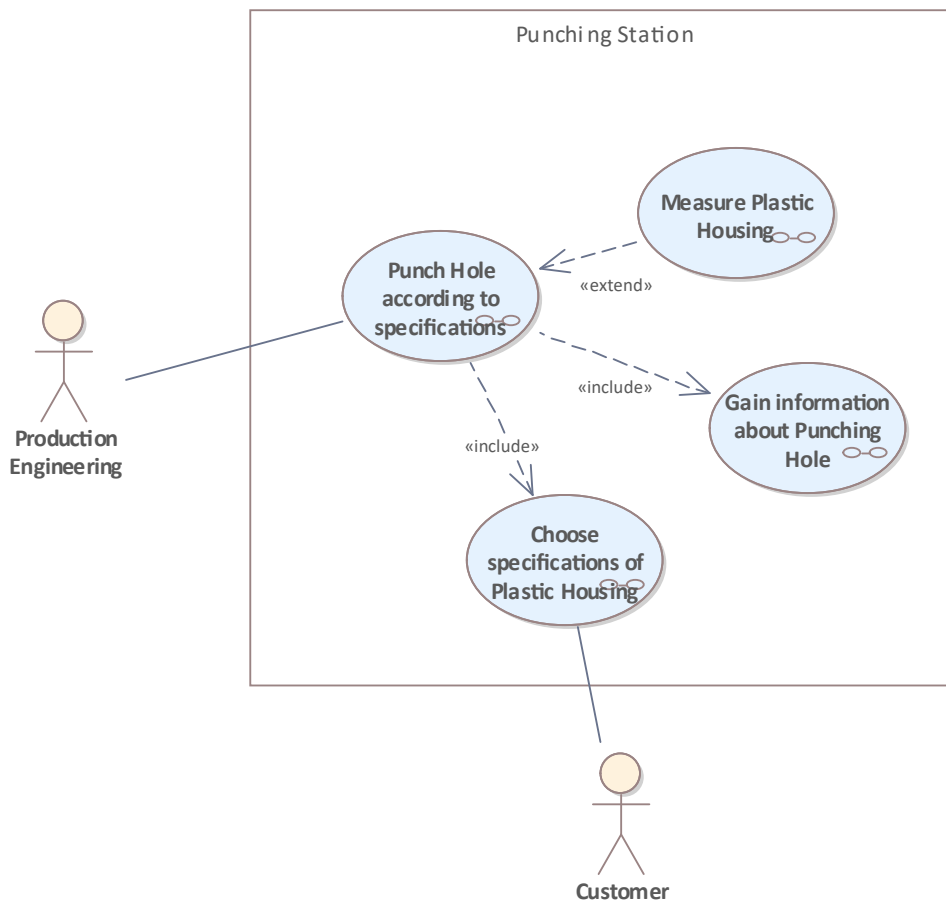 Punching Station
Measure Plastic
Housing
Punch Hole
according to
specifications
«extend»
«include»
Gain information
about Punching
Hole
Production
Engineering
«include»
Choose
specifications of
Plastic Housing
Customer